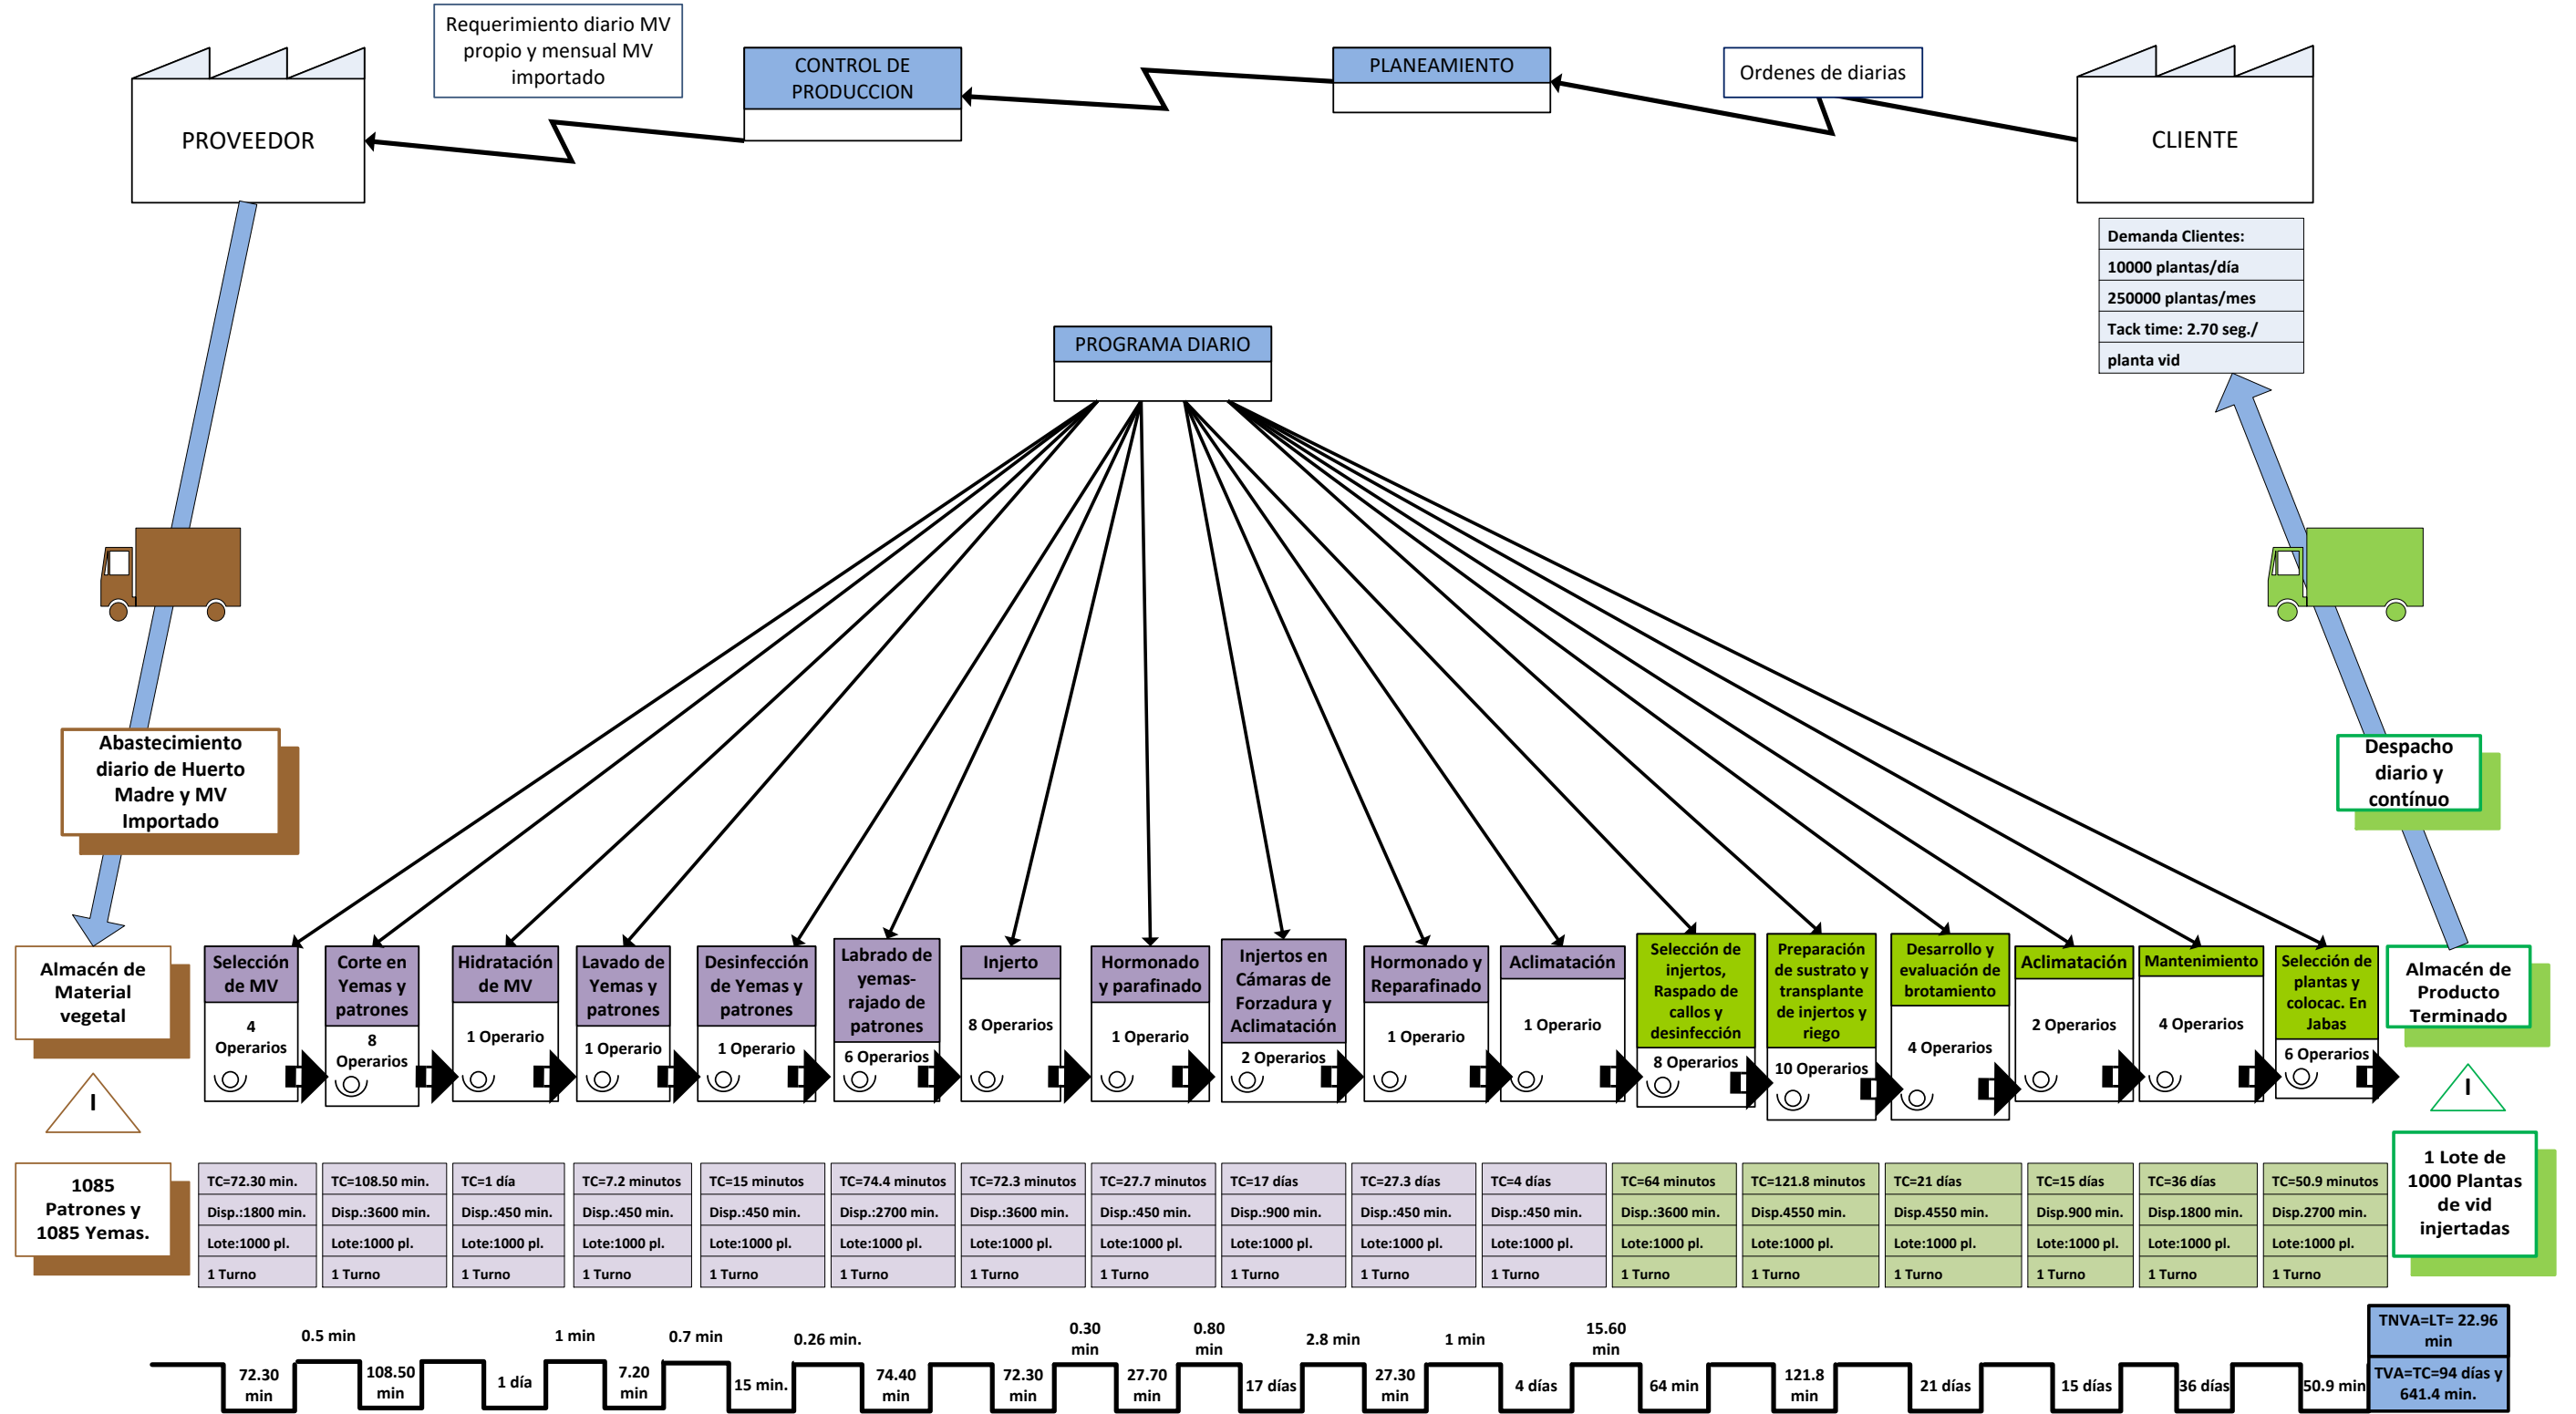 Requerimiento diario MV
propio y mensual MV
importado
CONTROL DE
PRODUCCION
PLANEAMIENTO
Ordenes de diarias
PROVEEDOR
CLIENTE
Demanda Clientes:
10000 plantas/día
250000 plantas/mes
Tack time: 2.70 seg./
planta vid
PROGRAMA DIARIO
Abastecimiento
diario de Huerto
Madre y MV
Importado
Despacho
diario y
contínuo
Almacén de
Material
vegetal
I
Selección
de MV
4
Operarios
Corte en
Yemas y
patrones
8
Operarios
Hidratación
de MV
1 Operario
Lavado de
Yemas y
patrones
1 Operario
Desinfección
de Yemas y
patrones
1 Operario
Labrado de
yemas-
rajado de
patrones
6 Operarios
Injerto
8 Operarios
Hormonado
y parafinado
1 Operario
Injertos en
Cámaras de
Forzadura y
Aclimatación
2 Operarios
Hormonado y
Reparafinado
1 Operario
Aclimatación
1 Operario
Selección de
injertos,
Raspado de
callos y
desinfección
8 Operarios
Preparación
de sustrato y
transplante
de injertos y
riego
10 Operarios
Desarrollo y
evaluación de
brotamiento
4 Operarios
Aclimatación
2 Operarios
Mantenimiento
4 Operarios
Selección de
plantas y
colocac. En
Jabas
6 Operarios
Almacén de
Producto
Terminado
I
1085
Patrones y
1085 Yemas.
TC=72.30 min.
Disp.:1800 min.
Lote:1000 pl.
1 Turno
TC=108.50 min.
Disp.:3600 min.
Lote:1000 pl.
1 Turno
TC=1 día
Disp.:450 min.
Lote:1000 pl.
1 Turno
TC=7.2 minutos
Disp.:450 min.
Lote:1000 pl.
1 Turno
TC=15 minutos
Disp.:450 min.
Lote:1000 pl.
1 Turno
TC=74.4 minutos
Disp.:2700 min.
Lote:1000 pl.
1 Turno
TC=72.3 minutos
Disp.:3600 min.
Lote:1000 pl.
1 Turno
TC=27.7 minutos
Disp.:450 min.
Lote:1000 pl.
1 Turno
TC=17 días
Disp.:900 min.
Lote:1000 pl.
1 Turno
TC=27.3 días
Disp.:450 min.
Lote:1000 pl.
1 Turno
TC=4 días
Disp.:450 min.
Lote:1000 pl.
1 Turno
TC=64 minutos
Disp.:3600 min.
Lote:1000 pl.
1 Turno
TC=121.8 minutos
Disp.4550 min.
Lote:1000 pl.
1 Turno
TC=21 días
Disp.4550 min.
Lote:1000 pl.
1 Turno
TC=15 días
Disp.900 min.
Lote:1000 pl.
1 Turno
TC=36 días
Disp.1800 min.
Lote:1000 pl.
1 Turno
TC=50.9 minutos
Disp.2700 min.
Lote:1000 pl.
1 Turno
1 Lote de
1000 Plantas
de vid
injertadas
0.5 min
1 min
0.7 min
0.26 min.
0.30
min
0.80
min
2.8 min
1 min
15.60
min
72.30
min
108.50
min
1 día
7.20
min
15 min.
74.40
min
72.30
min
27.70
min
17 días
27.30
min
4 días
64 min
121.8
min
21 días
15 días
36 días
50.9 min
TNVA=LT= 22.96
min
TVA=TC=94 días y
641.4 min.